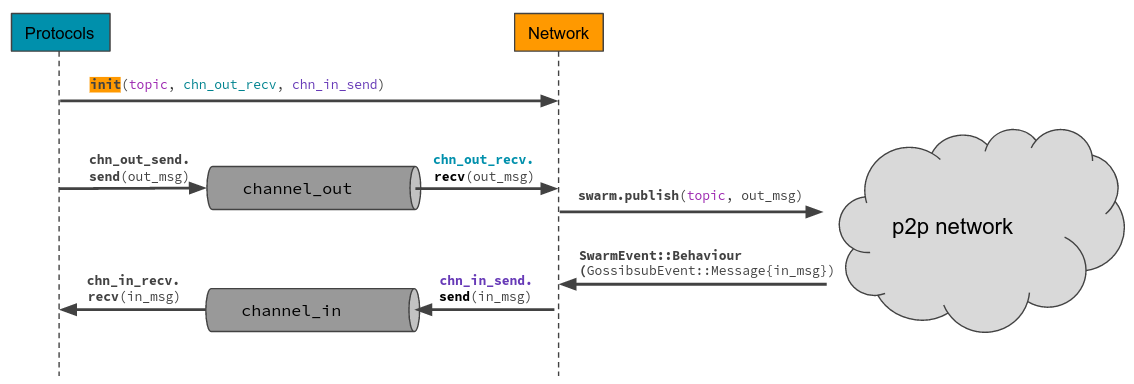 Protocols
Network
init(topic, chn_out_recv, chn_in_send)
chn_out_send.
send(out_msg)
channel_out
chn_out_recv.
recv(out_msg)
swarm.publish(topic, out_msg)
p2p network
SwarmEvent::Behaviour
(GossibsubEvent::Message{in_msg})
chn_in_recv.
recv(in_msg)
channel_in
chn_in_send.
send(in_msg)